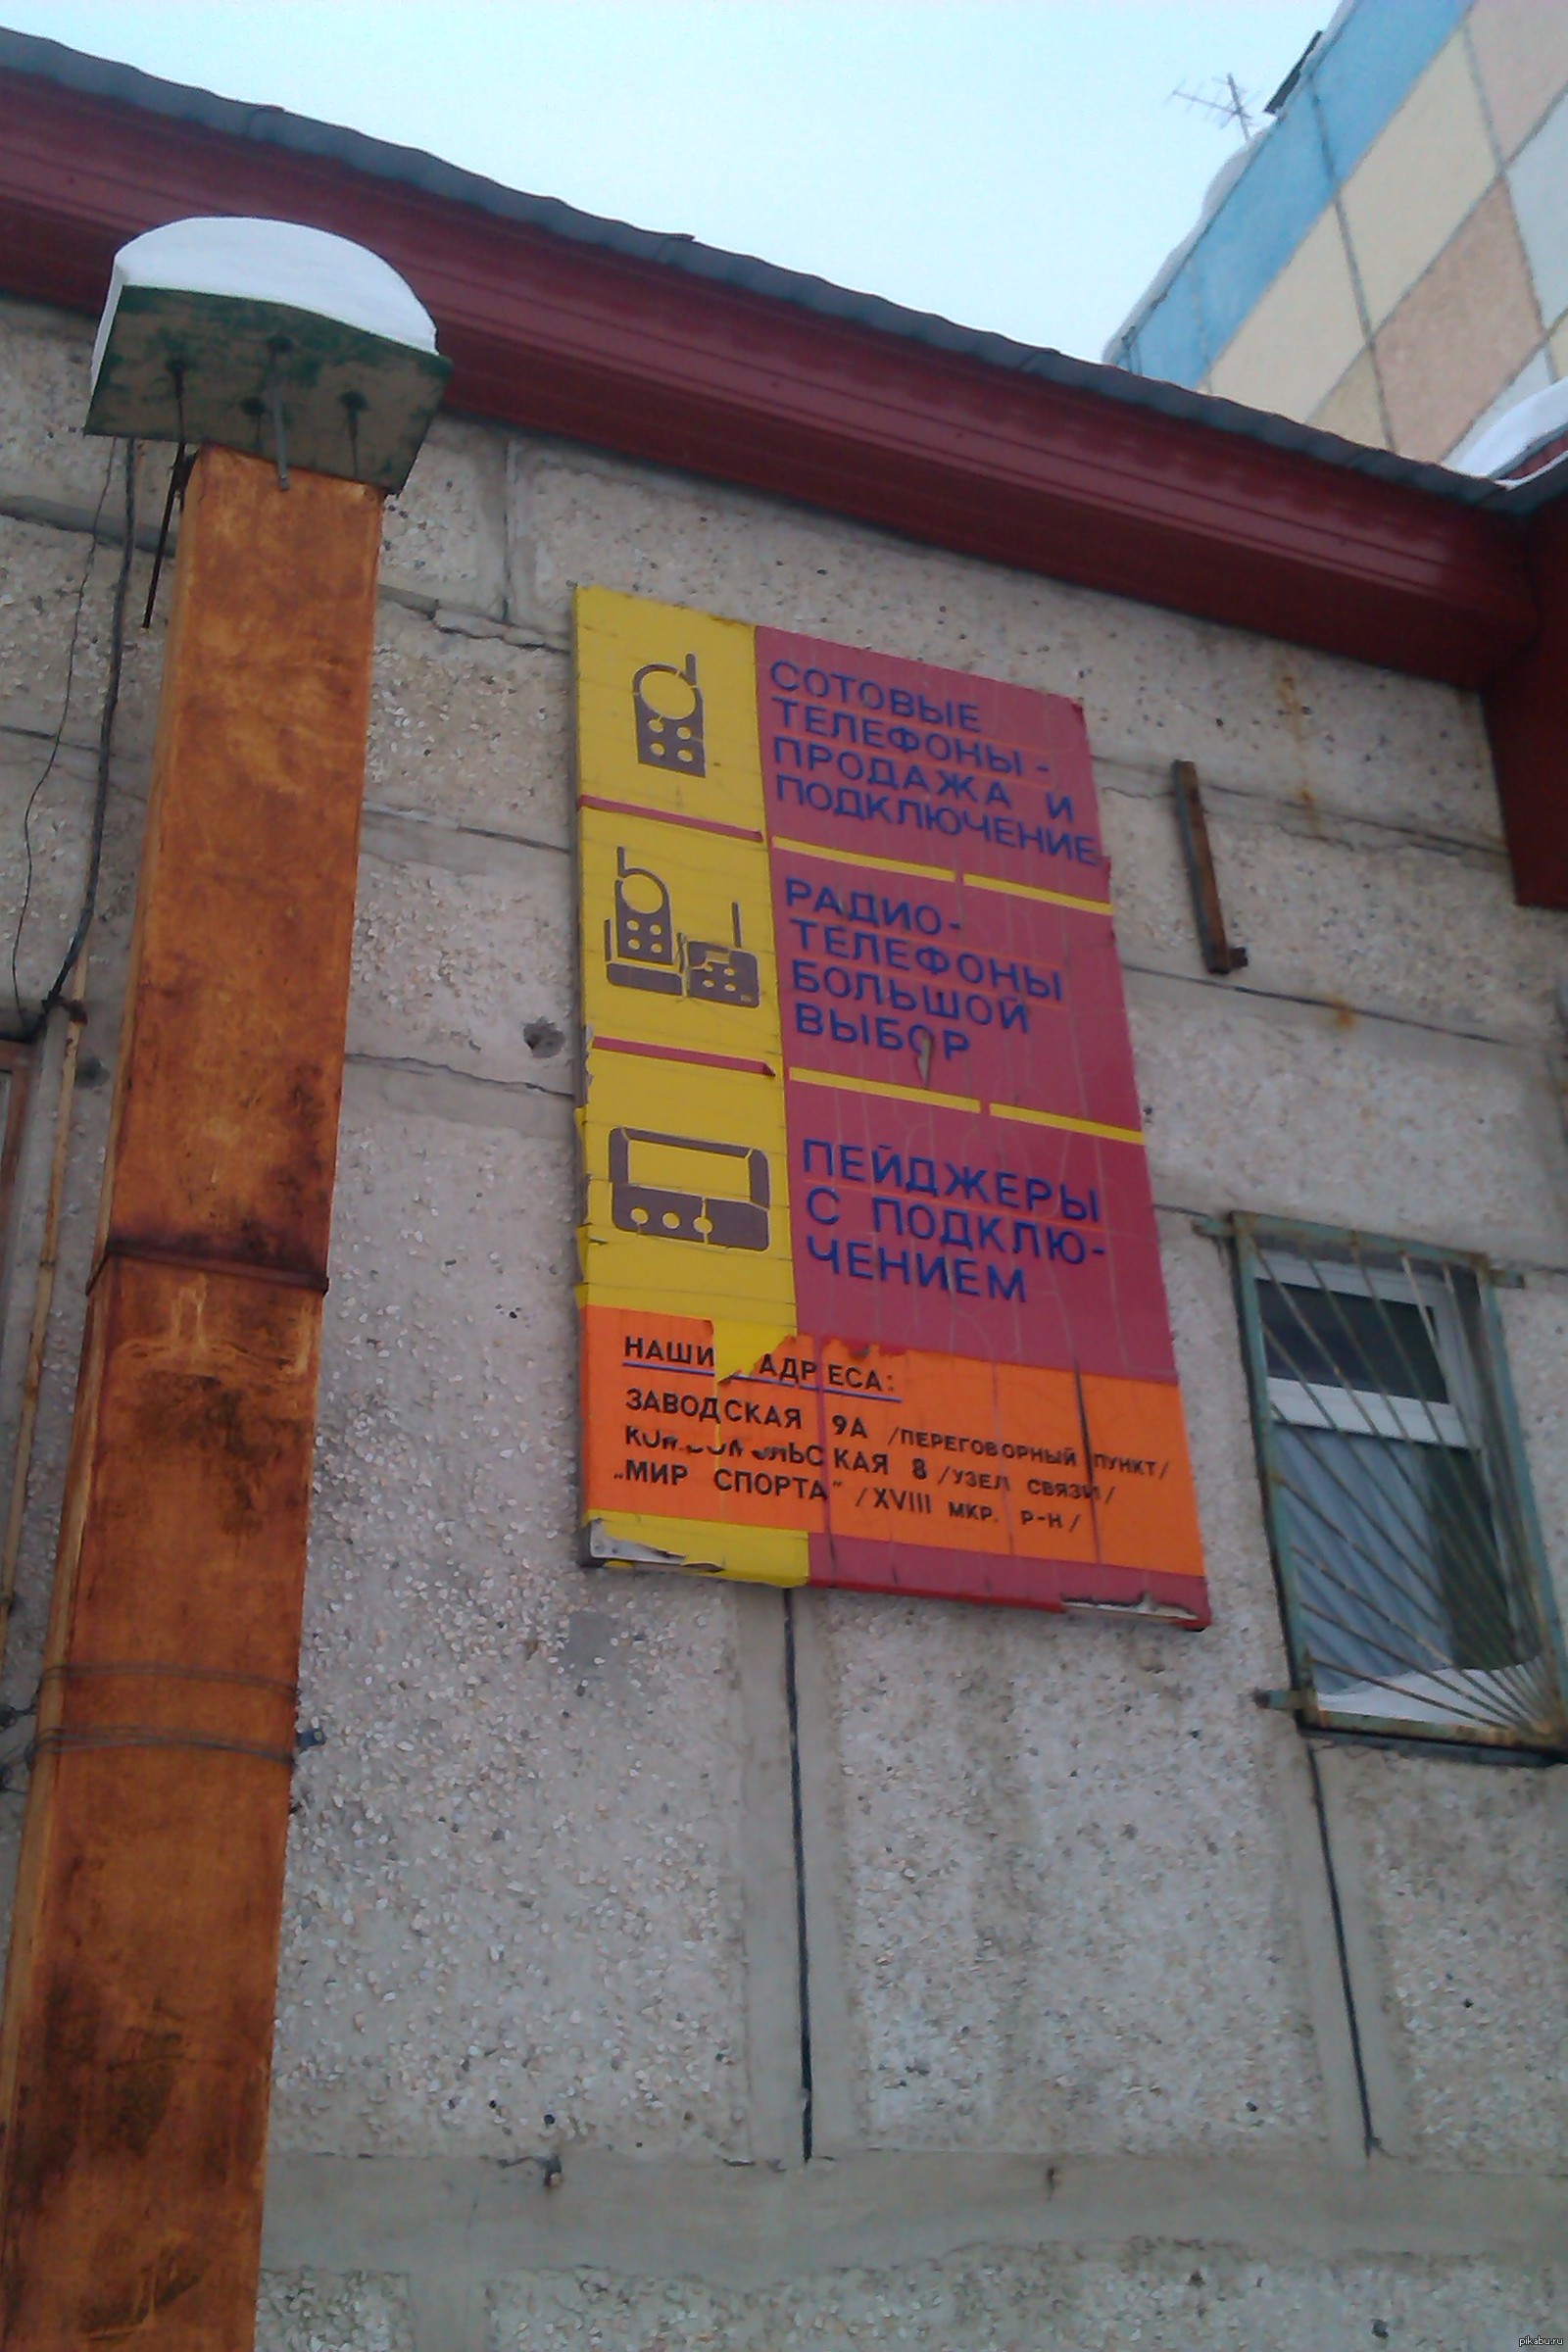 СОТОВЫЕ
ТЕЛЕФОНЫ -
ПРОДАЖА И
ПОДКЛЮЧЕНИЕ
РАДИО-
ТЕЛЕФОНЫ
БОЛЬШОЙ
ВЫБОР
ПЕЙДЖЕРЫ
С ПОДКЛЮ-
ЧЕНИЕМ
НАШИ АДРЕСА:
ЗАВОДСКАЯ 9А /ПЕРЕГОВОРНЫЙ ПУНКТ/
КОМСОМОЛЬСКАЯ 8 /УЗЕЛ СВЯЗИ/
„МИР СПОРТА" /XVIII МКР. Р-Н/
pikabu.ru